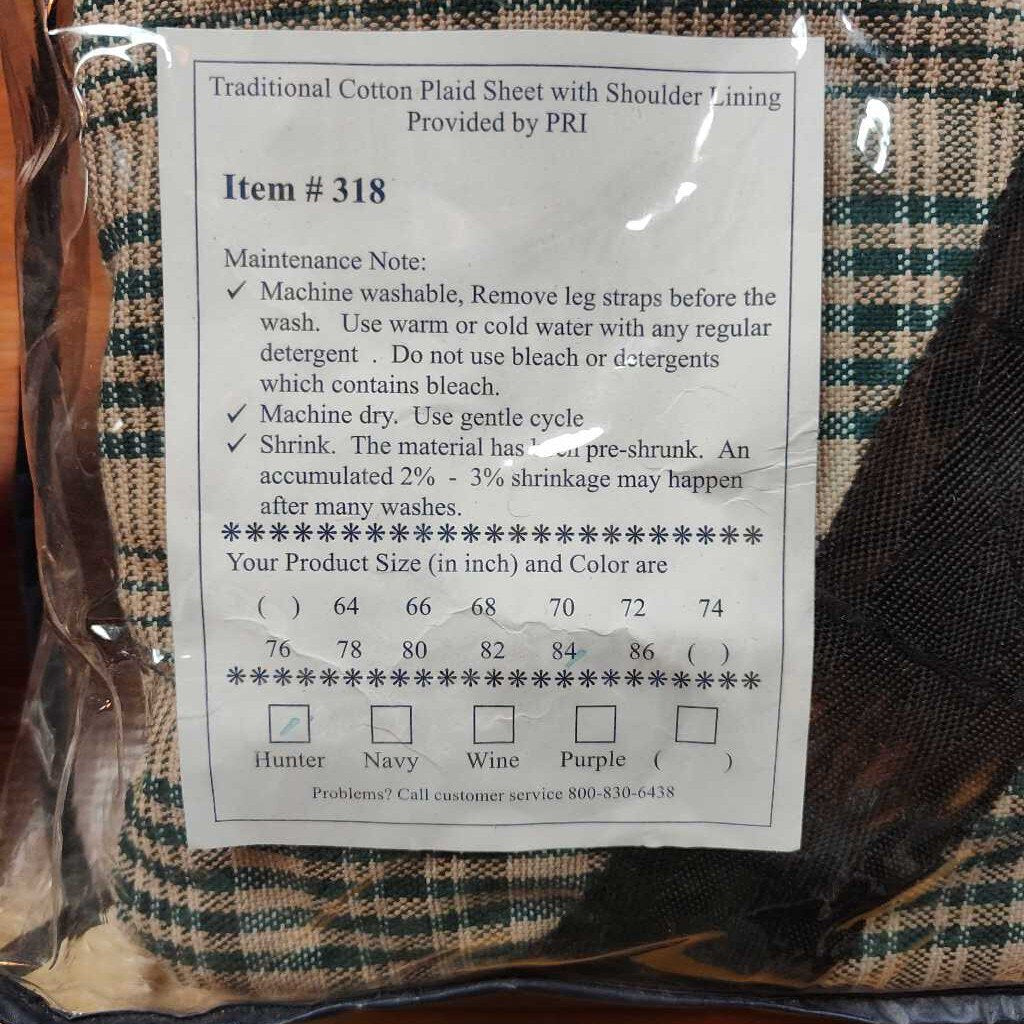 Traditional Cotton Plaid Sheet with Shoulder Lining
Provided by PRI
Item # 318
Maintenance Note:
✓ Machine washable, Remove leg straps before the
wash. Use warm or cold water with any regular
detergent . Do not use bleach or detergents
which contains bleach.
✓ Machine dry. Use gentle cycle
✓ Shrink. The material has pre-shrunk. An
accumulated 2% - 3% shrinkage may happen
after many washes.
***********************
Your Product Size (in inch) and Color are
( ) 64 66 68 70 72 74
76 78 80 82 84 86 ( )
***********************
Hunter Navy Wine Purple ( )
Problems? Call customer service 800-830-6438